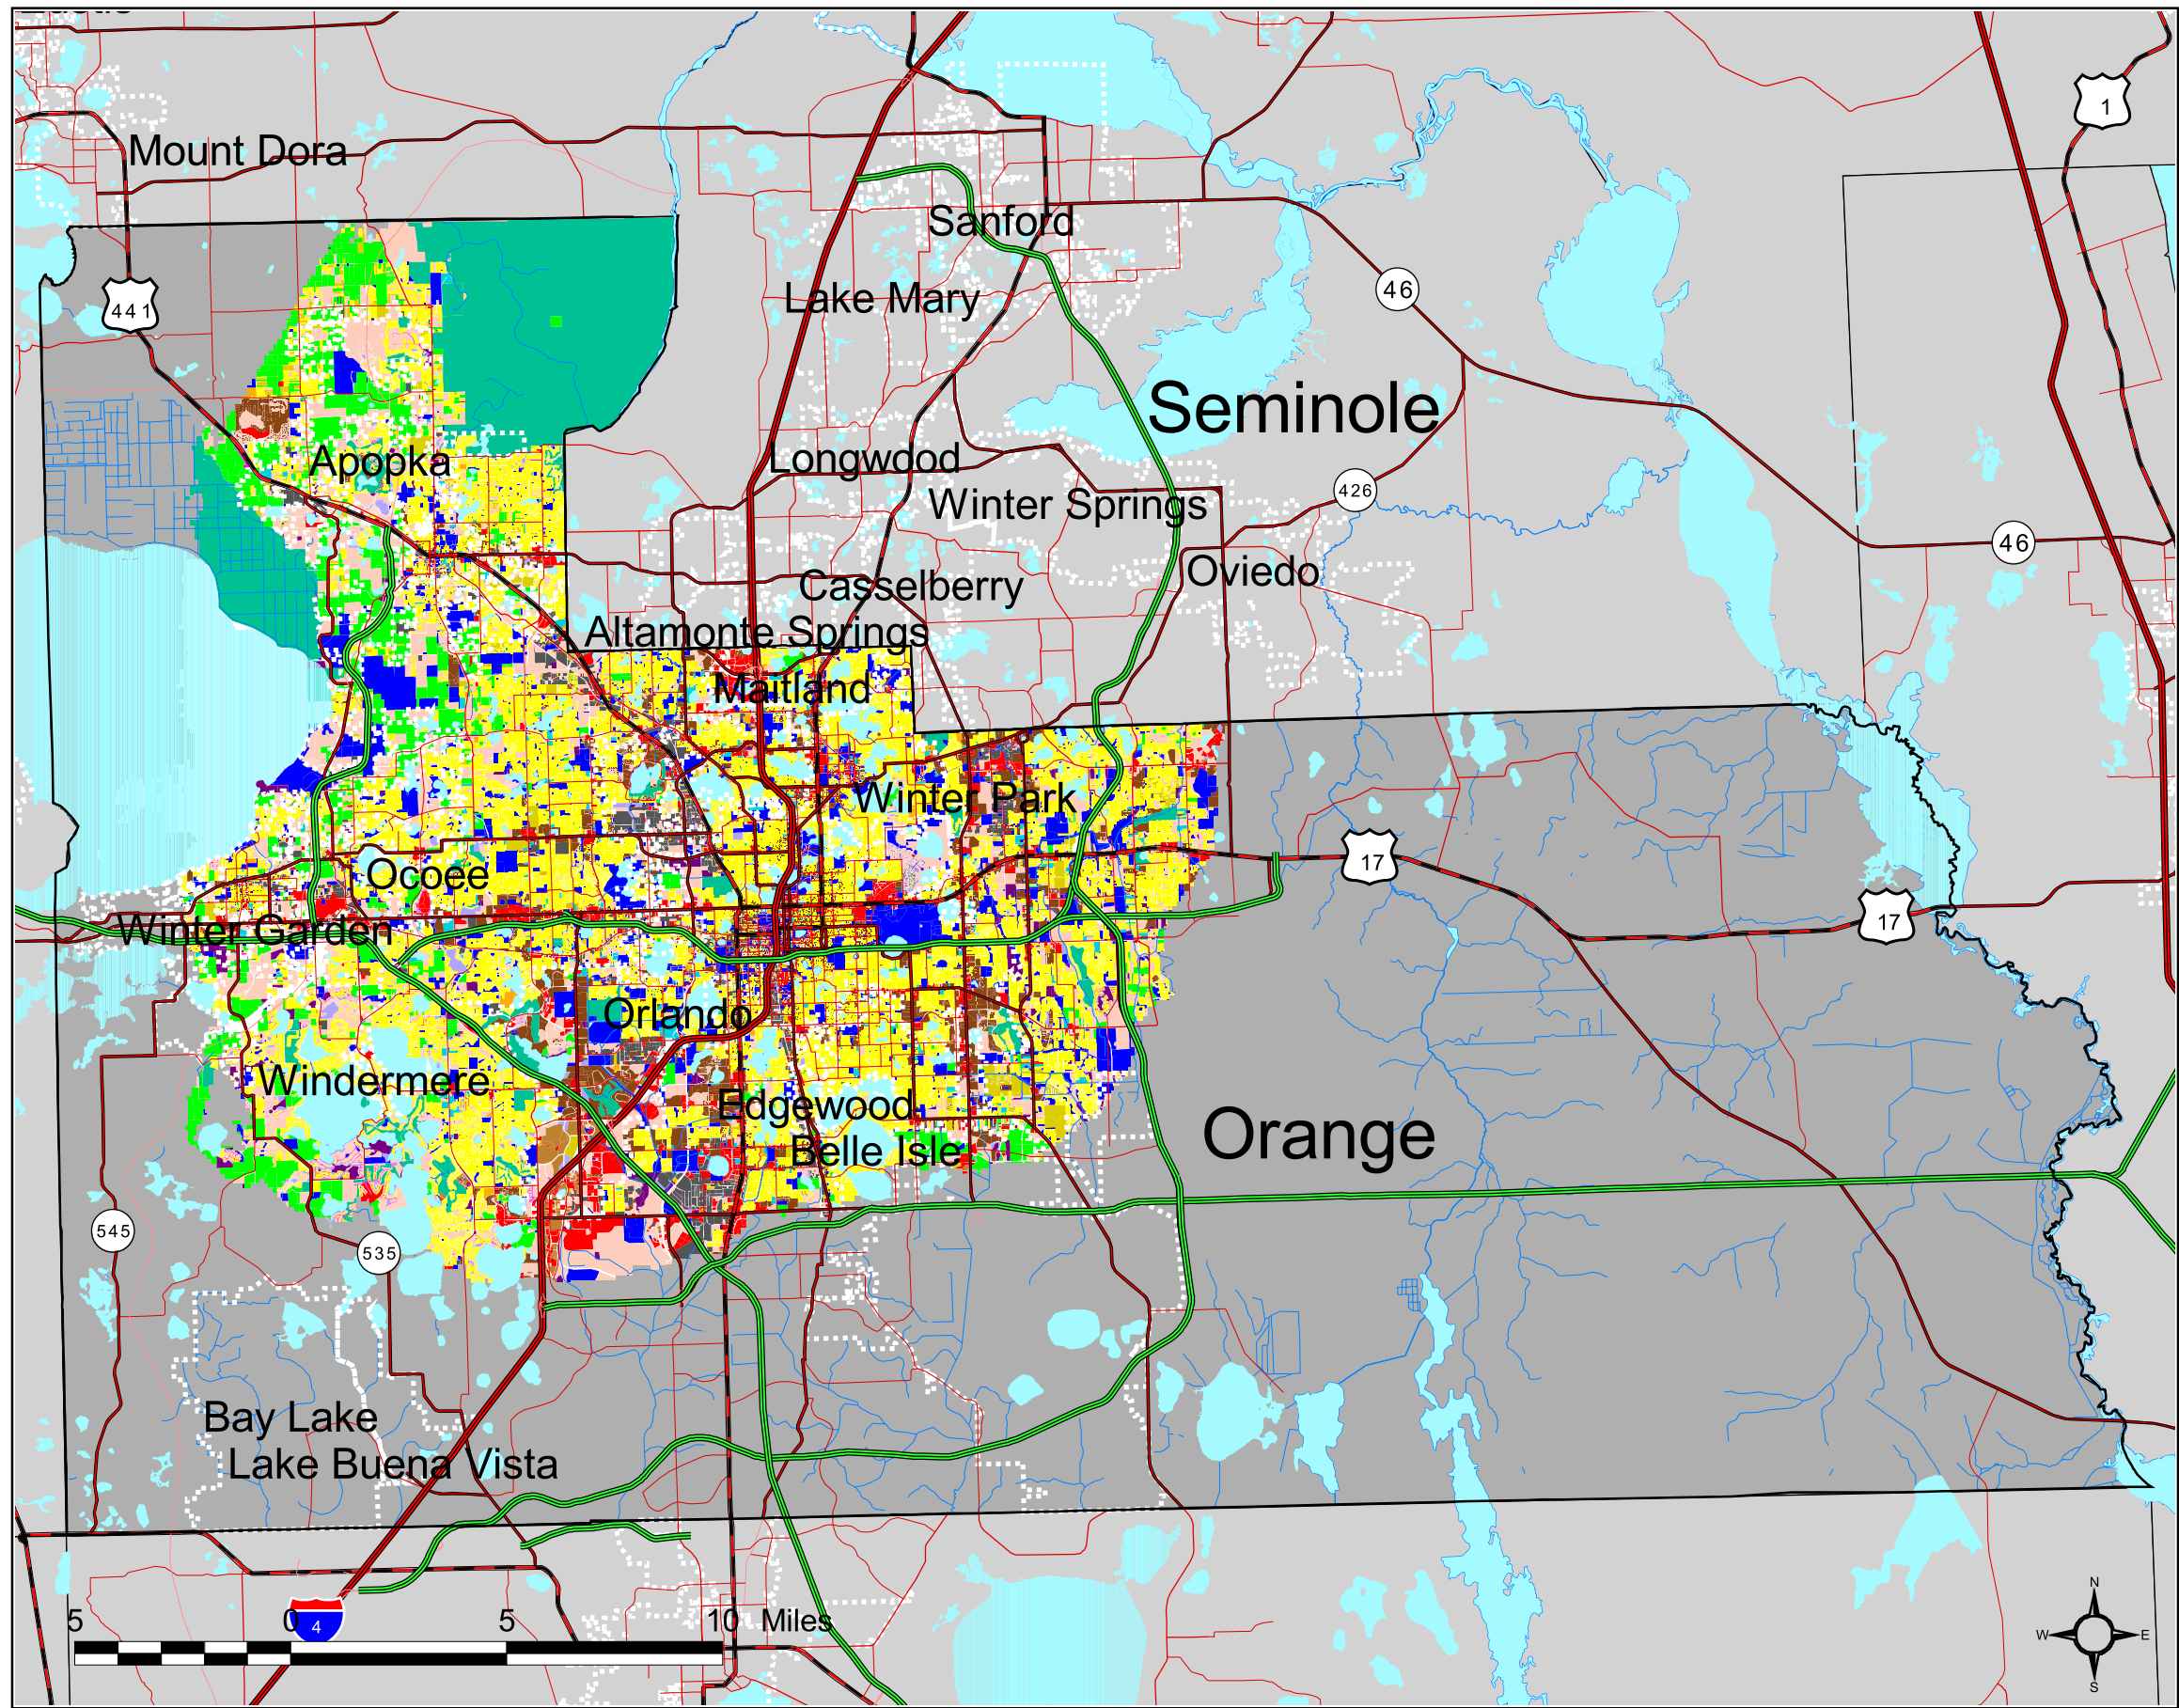 1
Mount Dora
Sanford
441
Lake Mary
46
Seminole
Apopka
Longwood
426
Winter Springs
46
Oviedo
Casselberry
Altamonte Springs
Maitland
Winter Park
17
Ocoee
17
Winter Garden
Orlando
Windermere
Edgewood
Orange
Belle Isle
545
535
Bay Lake
Lake Buena Vista
N
5 0 5 10 Miles
4
W E
S